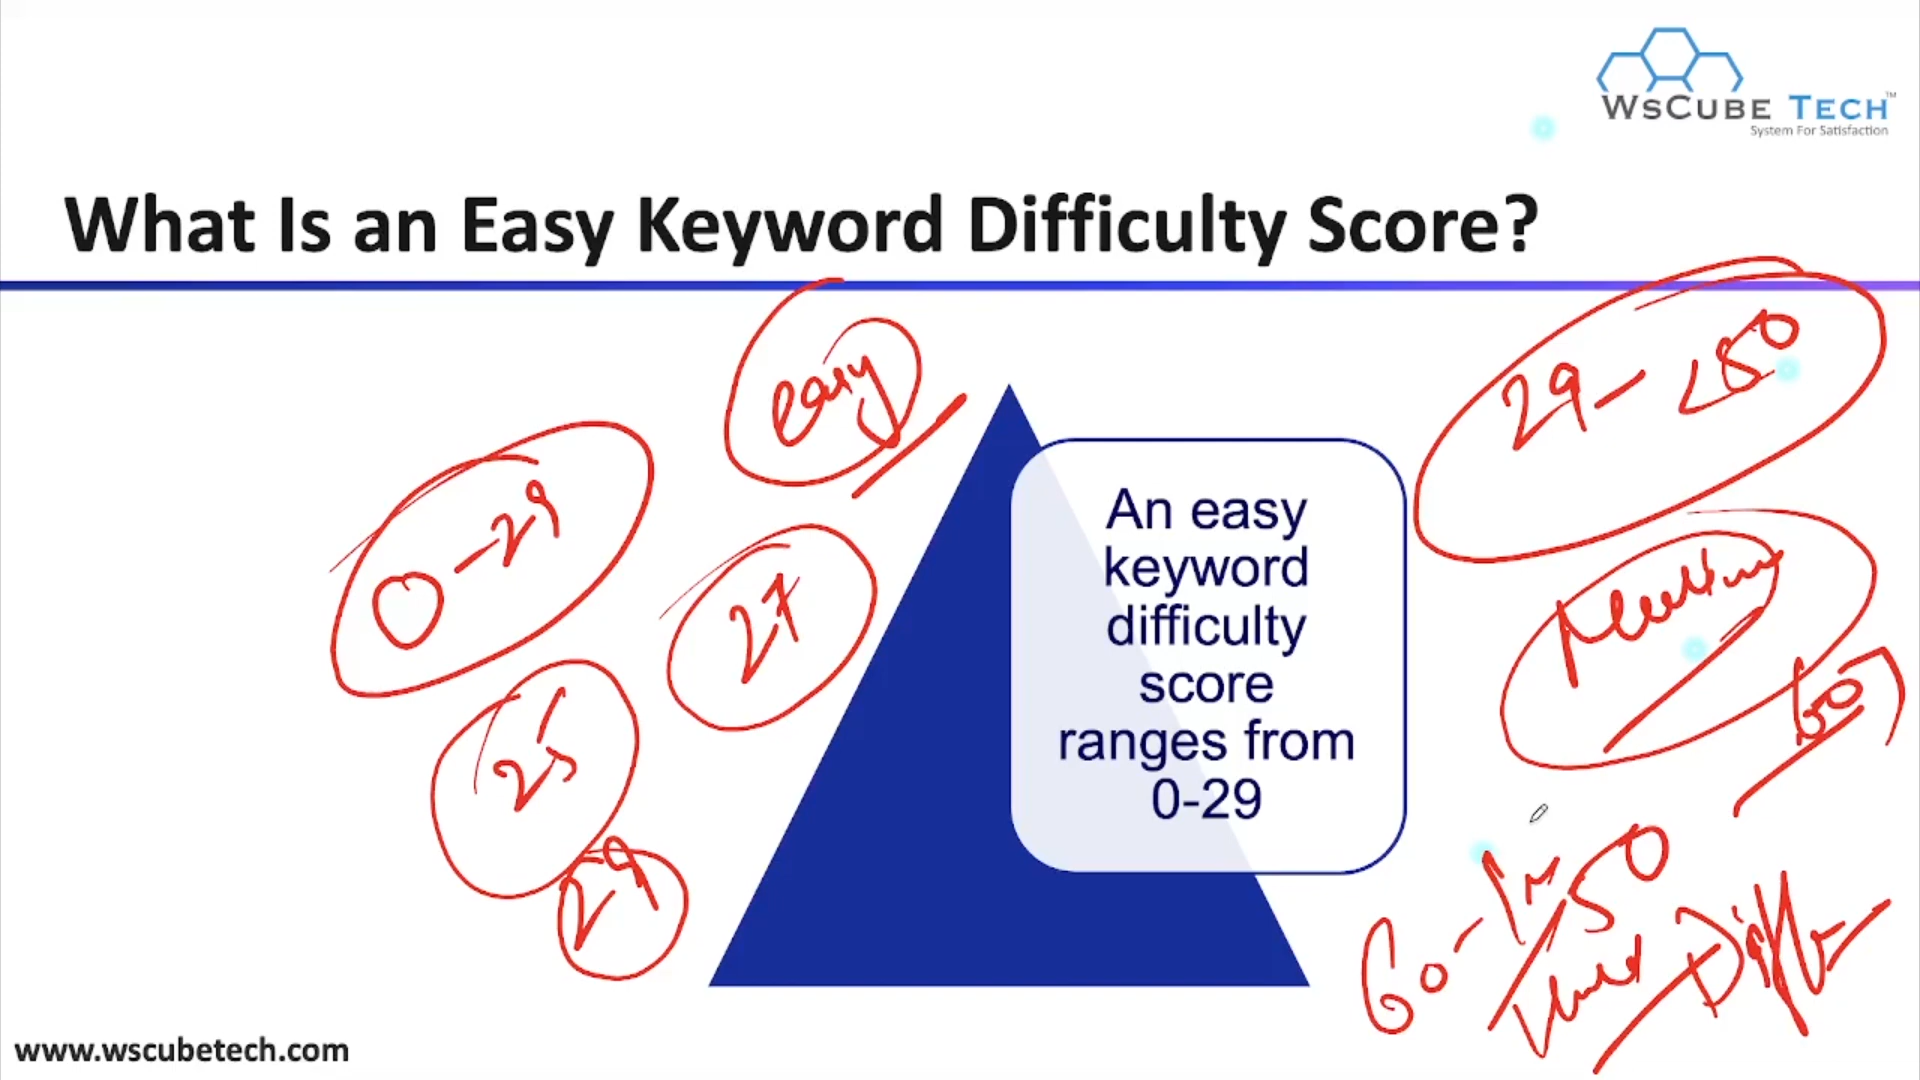 WsCube Tech™
System For Satisfaction
What Is an Easy Keyword Difficulty Score?
easy
29 - <50
0-29
27
25
29
An easy
keyword
difficulty
score
ranges from
0-29
60
50
www.wscubetech.com